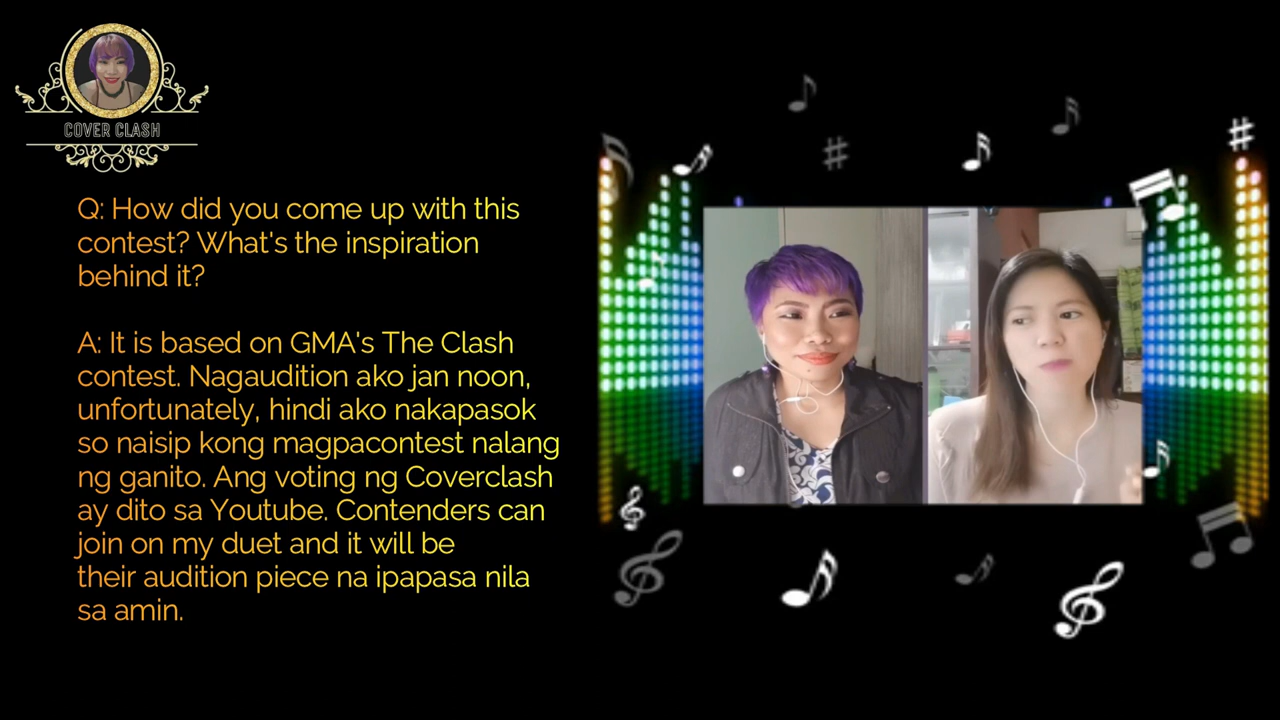 COVER CLASH
Q: How did you come up with this
contest? What's the inspiration
behind it?
A: It is based on GMA's The Clash
contest. Nagaudition ako jan noon,
unfortunately, hindi ako nakapasok
so naisip kong magpacontest nalang
ng ganito. Ang voting ng Coverclash
ay dito sa Youtube. Contenders can
join on my duet and it will be
their audition piece na ipapasa nila
sa amin.